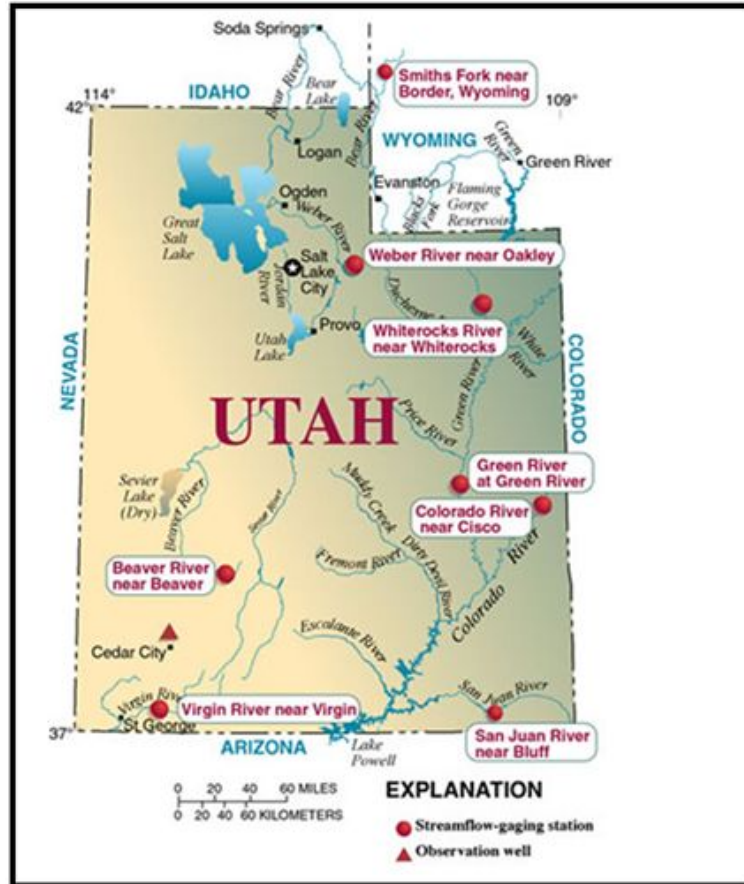 Soda Springs
Smiths Fork near
Border, Wyoming
114°
IDAHO
Bear River
Bear
Lake
42°
109°
WYOMING
Bear River
Logan
Green
River
Green River
Evanston
Blacks
Fork
Flaming
Gorge
Reservoir
Ogden
Weber River
Great
Salt
Lake
Weber River near Oakley
Salt
Lake
City
Jordan
River
Utah
Lake
Provo
Whiterocks River
near Whiterocks
White
River
NEVADA
COLORADO
UTAH
Price River
Green River
Green River
at Green River
Colorado River
near Cisco
Sevier
Lake
(Dry)
Beaver River
Muddy Creek
Fremont River
Dirty Devil River
Colorado
River
Beaver River
near Beaver
Escalante River
Cedar City
Virgin River near Virgin
St George
San Juan River
37°
ARIZONA
Lake
Powell
San Juan River
near Bluff
0 20 40 60 MILES
0 20 40 60 KILOMETERS
EXPLANATION
Streamflow-gaging station
Observation well